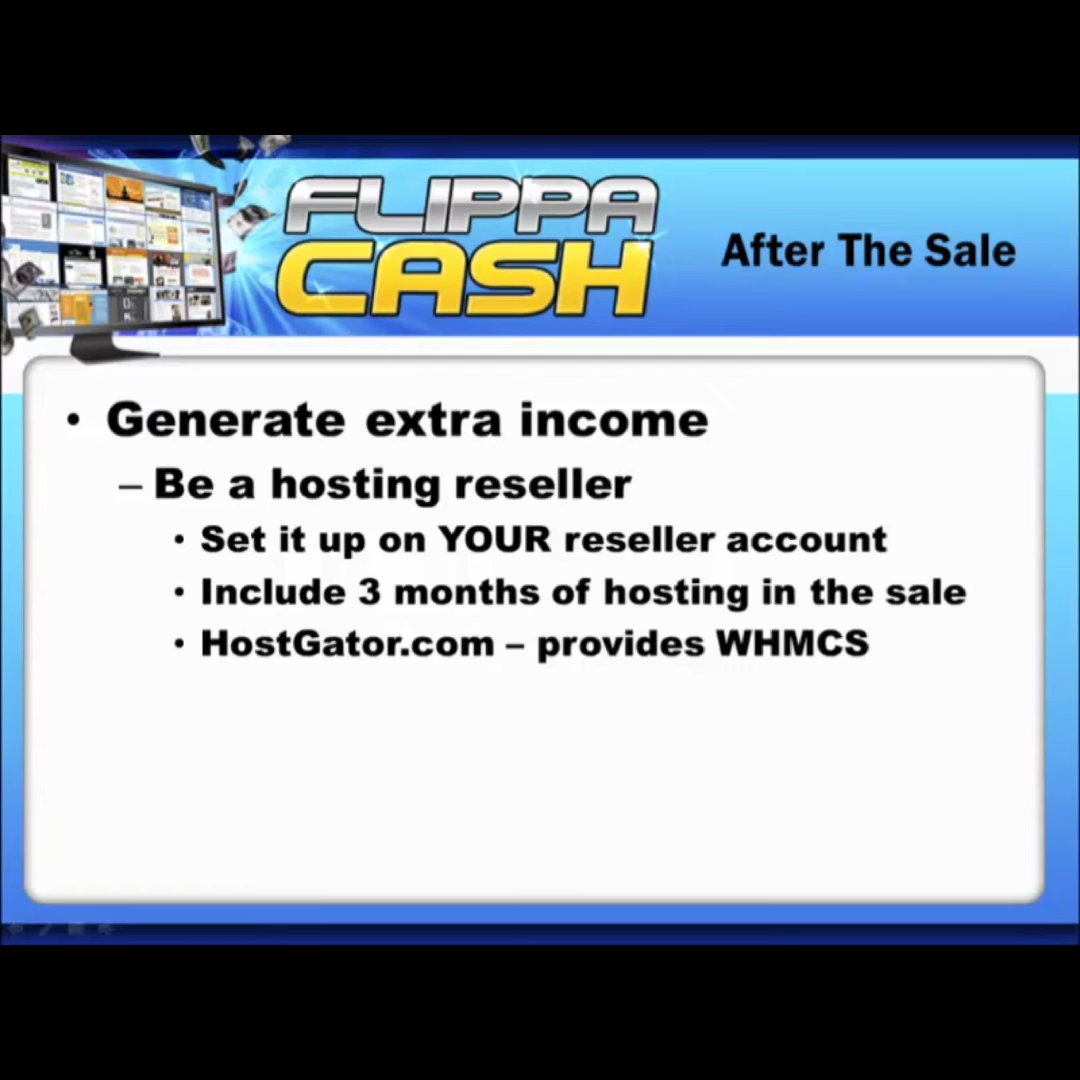 FLIPPA
CASH
After The Sale
• Generate extra income
– Be a hosting reseller
• Set it up on YOUR reseller account
• Include 3 months of hosting in the sale
• HostGator.com – provides WHMCS